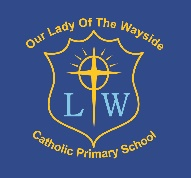 Our Lady Of The Wayside
L W
Catholic Primary School